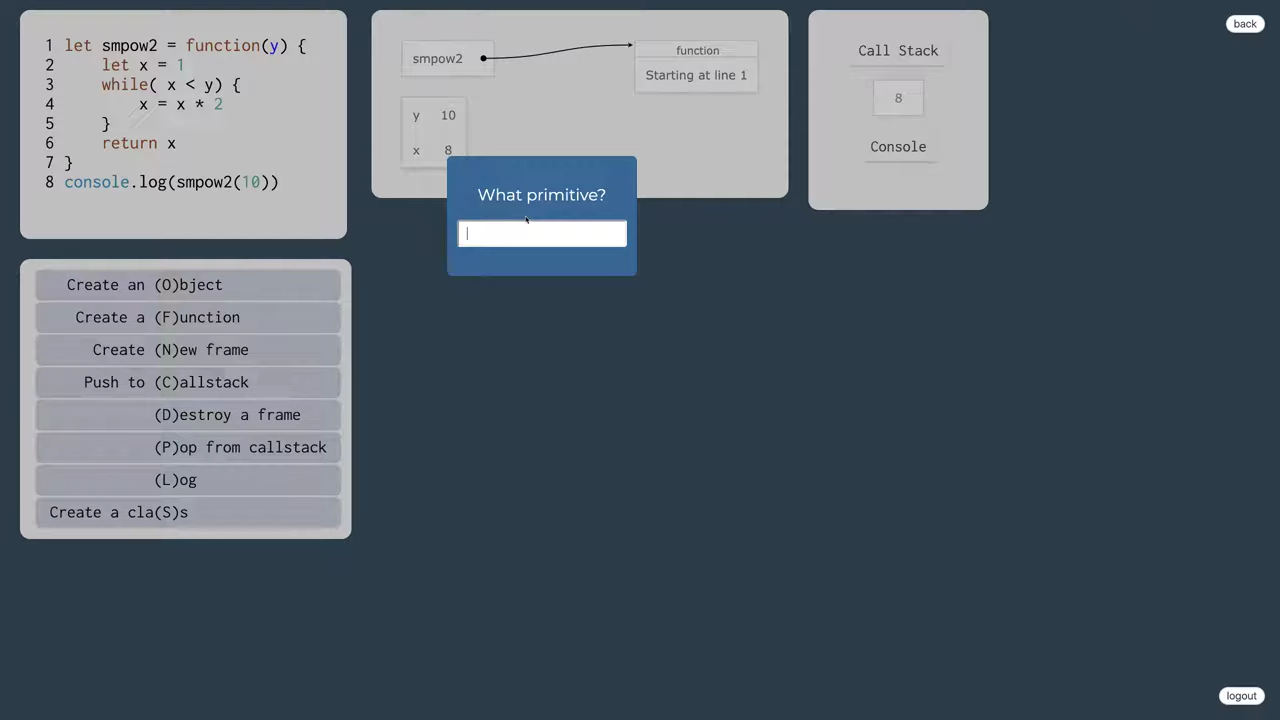 back
1 let smpow2 = function(y) {
2 let x = 1
3 while( x < y) {
4 x = x * 2
5 }
6 return x
7 }
8 console.log(smpow2(10))
smpow2
function
Starting at line 1
y 10
x 8
Call Stack
8
Console
What primitive?
Create an (O)bject
Create a (F)unction
Create (N)ew frame
Push to (C)allstack
(D)estroy a frame
(P)op from callstack
(L)og
Create a cla(S)s
logout